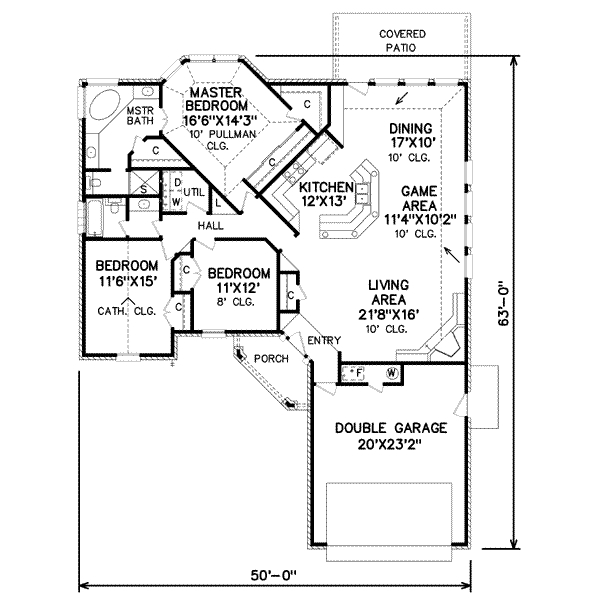 COVERED
PATIO
MASTER
BEDROOM
16'6"X14'3"
10' PULLMAN
CLG.
MSTR
BATH
C
C
C
DINING
17'X10'
10' CLG.
KITCHEN
12'X13'
GAME
AREA
11'4"X10'2"
10' CLG.
S
D
W
UTIL
L
HALL
BEDROOM
11'6"X15'
CATH. CLG.
C
C
BEDROOM
11'X12'
8' CLG.
C
LIVING
AREA
21'8"X16'
10' CLG.
ENTRY
PORCH
F
W
DOUBLE GARAGE
20'X23'2"
63'-0"
50'-0"